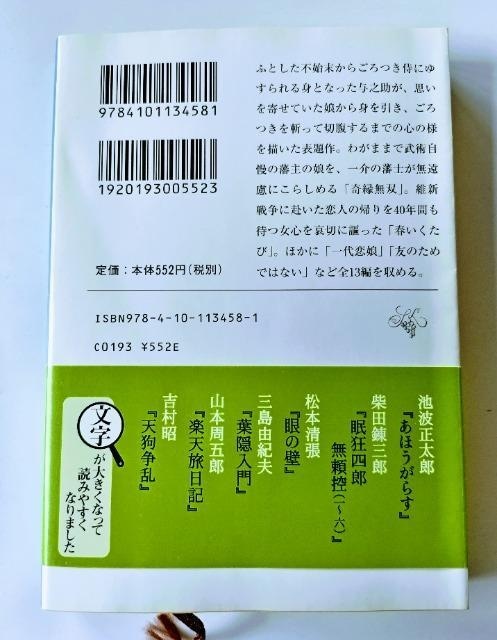 9784101134581
1920193005523
定価：本体552円（税別）
ふとした不始末からごろつき侍にゆ
すられる身となった与之助が、思い
を寄せていた娘から身を引き、ごろ
つきを斬って切腹するまでの心の様
を描いた表題作。わがままで武術自
慢の藩主の娘を、一介の藩士が無遠
慮にこらしめる「奇縁無双」。維新
戦争に赴いた恋人の帰りを40年間も
待つ女心を哀切に謳った「春いくた
び」。ほかに「一代恋娘」「友のため
ではない」など全13編を収める。
ISBN978-4-10-113458-1
C0193 ¥552E
池波正太郎
『あほうがらす』
柴田錬三郎
『眠狂四郎
無頼控（一〜六）』
松本清張
『眼の壁』
三島由紀夫
『葉隠入門』
山本周五郎
『楽天旅日記』
吉村昭
『天狗争乱』
文字
が大きくなって
読みやすく
なりました